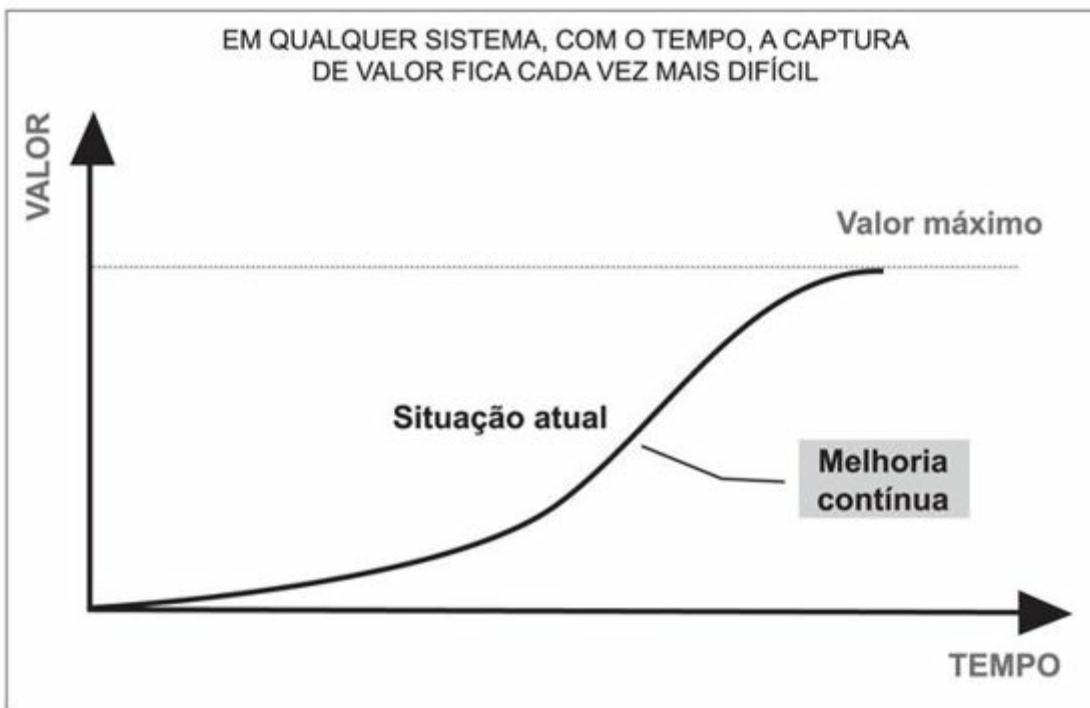 EM QUALQUER SISTEMA, COM O TEMPO, A CAPTURA
DE VALOR FICA CADA VEZ MAIS DIFÍCIL
VALOR
Valor máximo
Situação atual
Melhoria
contínua
TEMPO